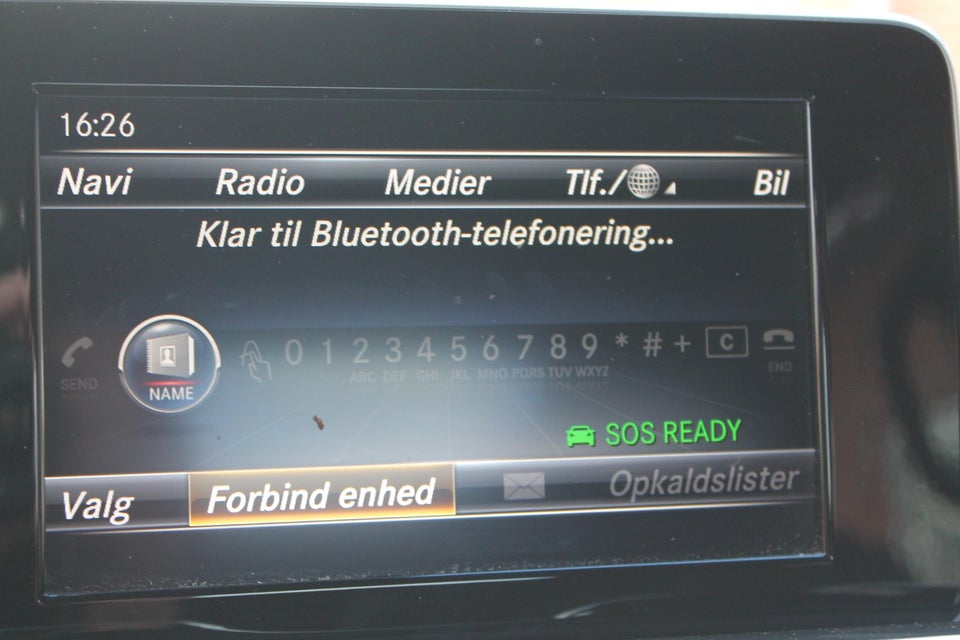 16:26
Navi Radio Medier Tlf./ Bil
Klar til Bluetooth-telefonering...
0 1 2 3 4 5 6 7 8 9 * # + C
SEND NAME ABC DEF GHI JKL MNO PQRS TUV WXYZ END
SOS READY
Valg Forbind enhed Opkaldslister